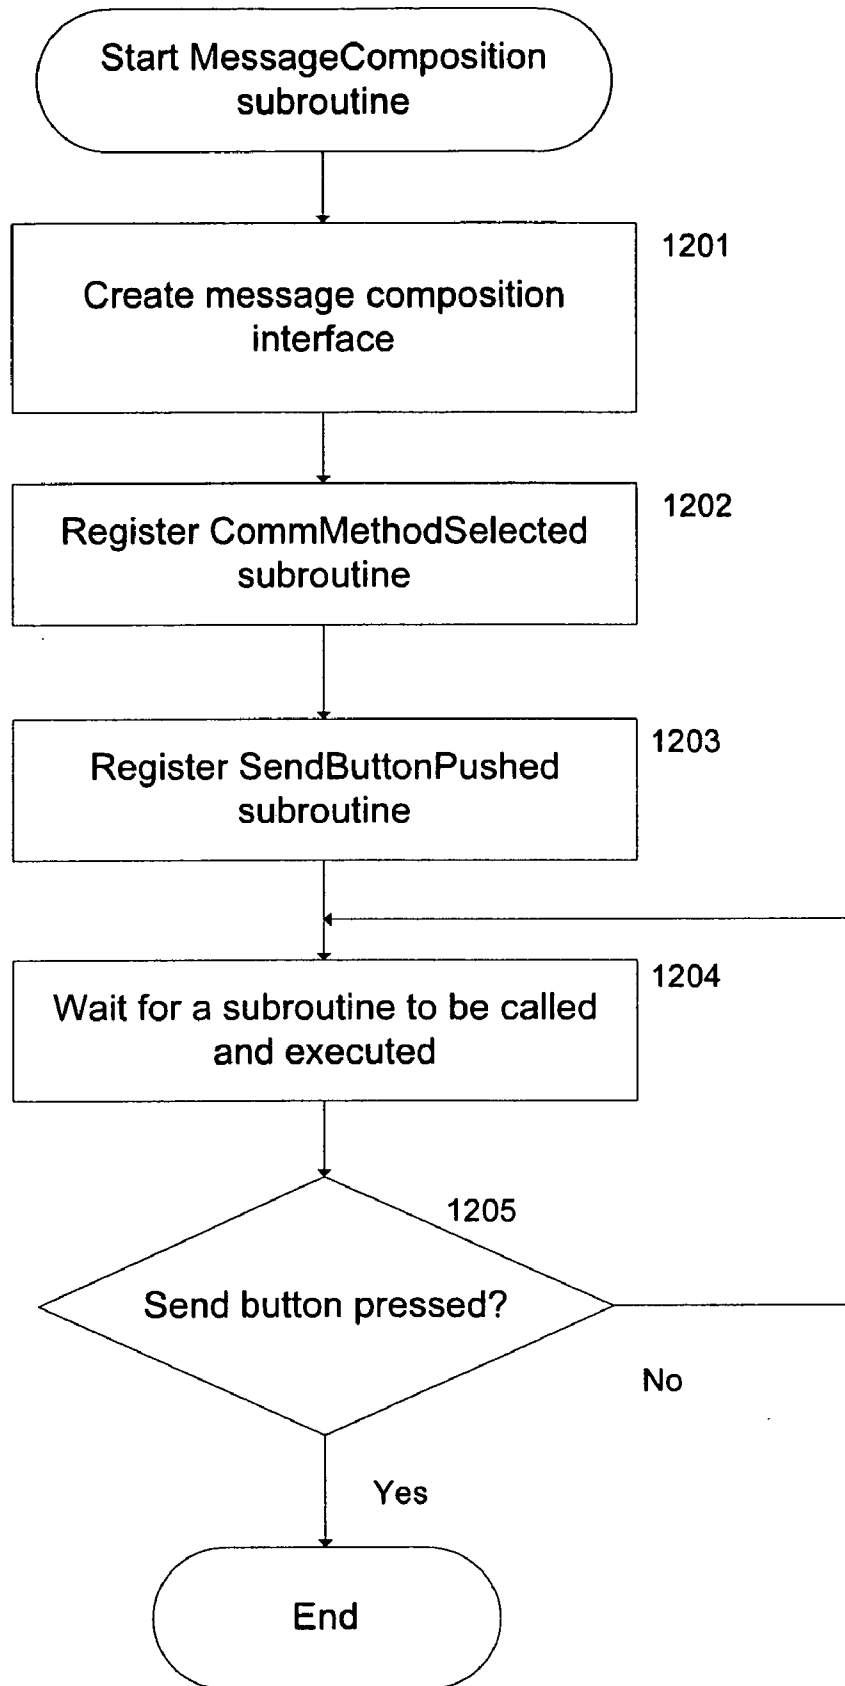 Start MessageComposition
subroutine
1201
Create message composition
interface
1202
Register CommMethodSelected
subroutine
1203
Register SendButtonPushed
subroutine
1204
Wait for a subroutine to be called
and executed
1205
Send button pressed?
No
Yes
End